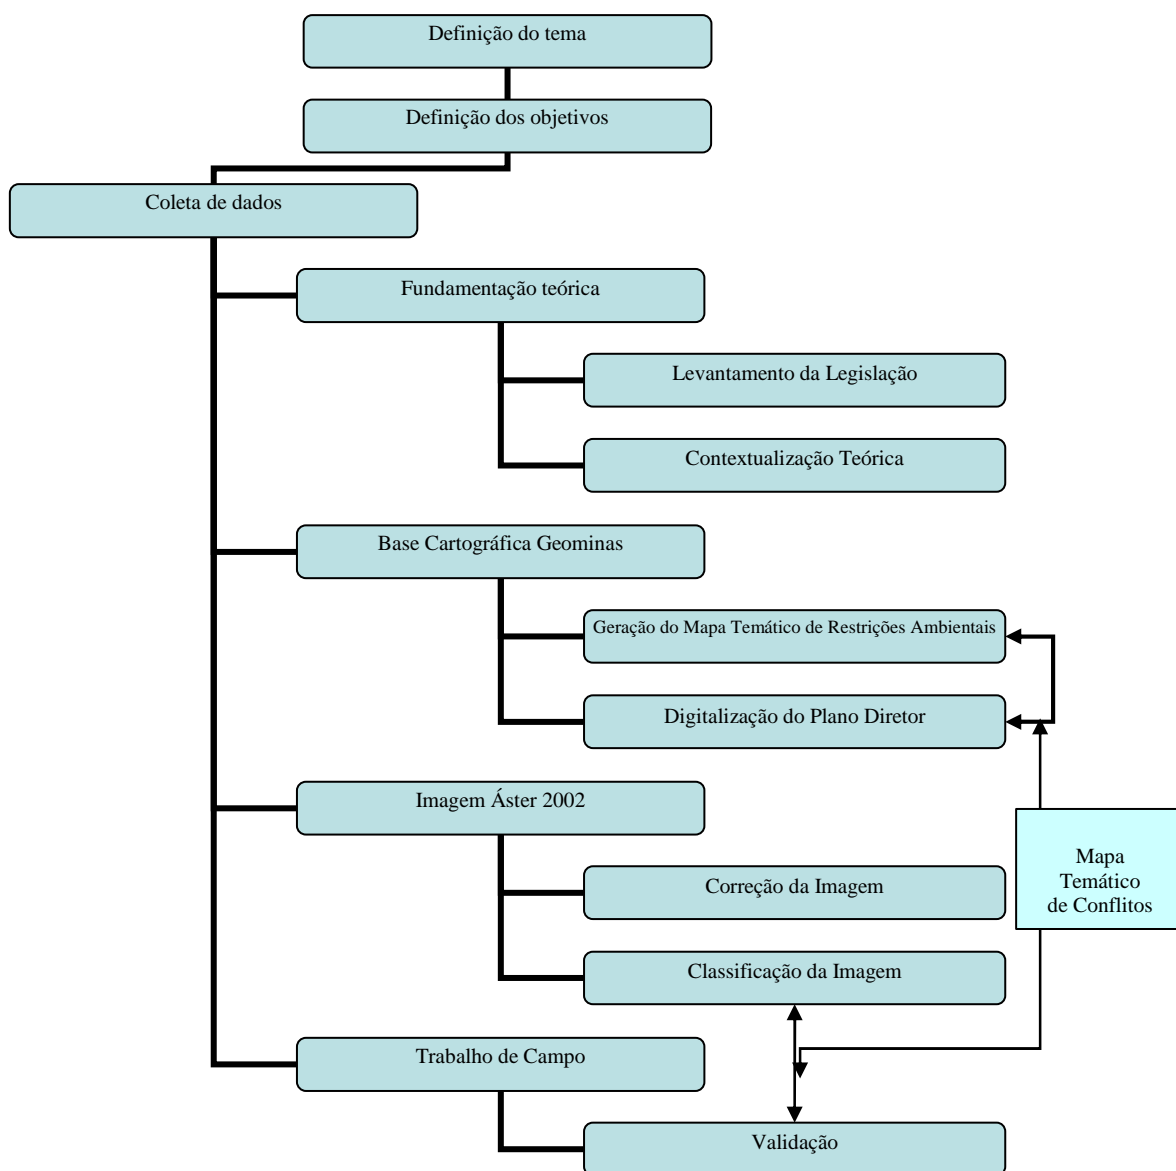 Definição do tema
Definição dos objetivos
Coleta de dados
Fundamentação teórica
Levantamento da Legislação
Contextualização Teórica
Base Cartográfica Geominas
Geração do Mapa Temático de Restrições Ambientais
Digitalização do Plano Diretor
Imagem Áster 2002
Mapa
Temático
de Conflitos
Correção da Imagem
Classificação da Imagem
Trabalho de Campo
Validação